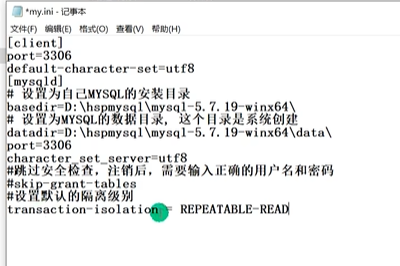 *my.ini - 记事本
文件(F) 编辑(E) 格式(O) 查看(V) 帮助(H)
[client]
port=3306
default-character-set=utf8
[mysqld]
# 设置为自己MYSQL的安装目录
basedir=D:\hspmysql\mysql-5.7.19-winx64\
# 设置为MYSQL的数据目录, 这个目录是系统创建
datadir=D:\hspmysql\mysql-5.7.19-winx64\data\
port=3306
character_set_server=utf8
#跳过安全检查，注销后，需要输入正确的用户名和密码
#skip-grant-tables
#设置默认的隔离级别
transaction-isolation = REPEATABLE-READ